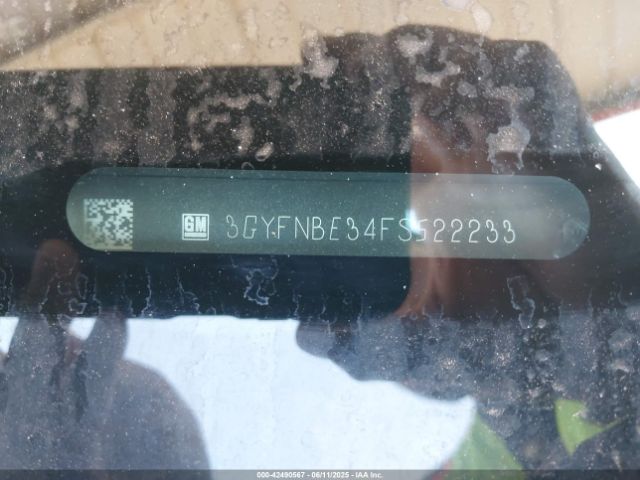 GM 3GYFNBE34FS522233
000-42490567 - 06/11/2025 - IAA Inc.